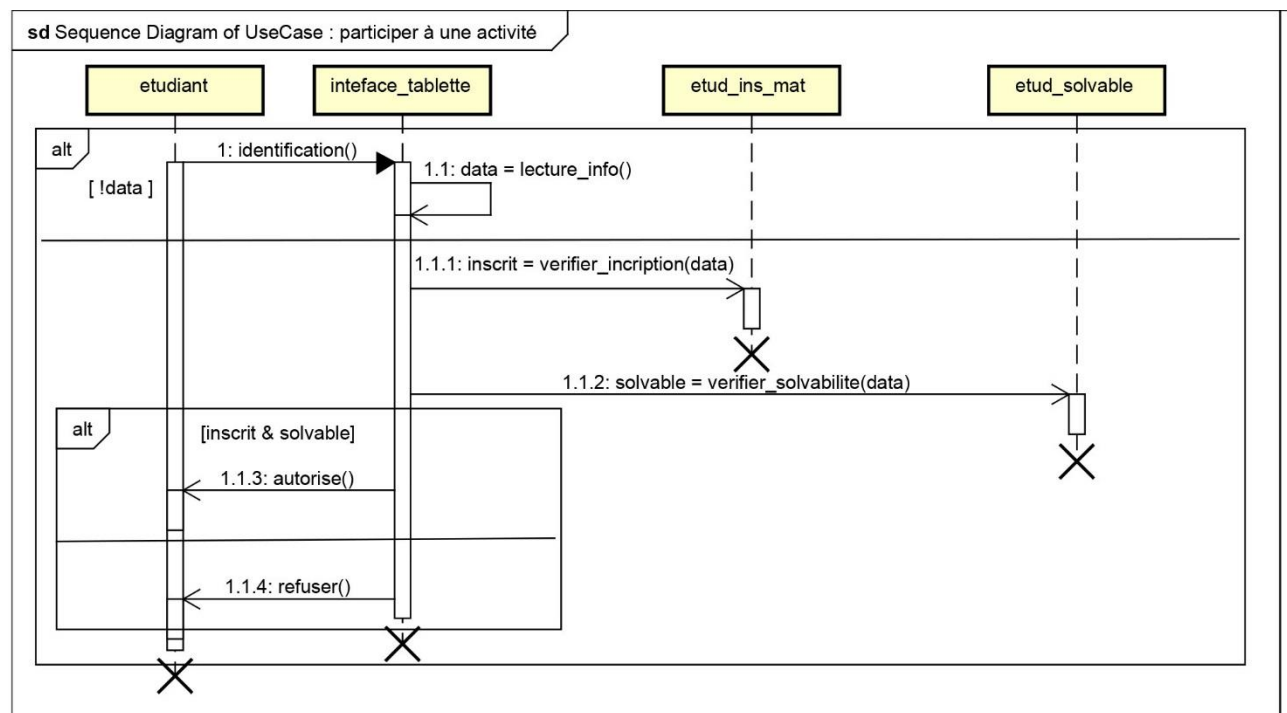 sd Sequence Diagram of UseCase : participer à une activité
etudiant
inteface_tablette
etud_ins_mat
etud_solvable
alt
1: identification()
1.1: data = lecture_info()
[ !data ]
1.1.1: inscrit = verifier_incription(data)
1.1.2: solvable = verifier_solvabilite(data)
alt
[inscrit & solvable]
1.1.3: autorise()
1.1.4: refuser()